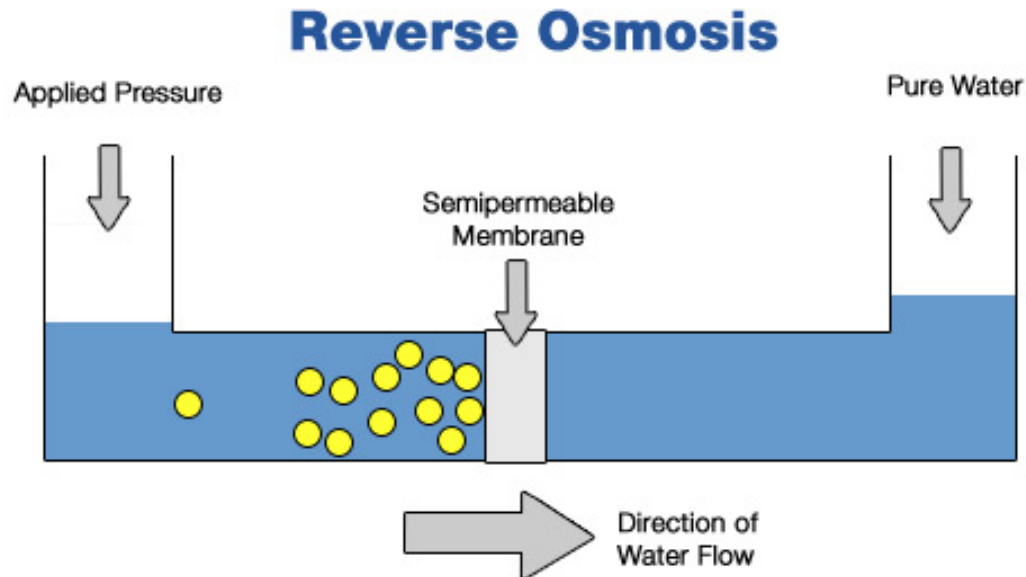 Reverse Osmosis
Applied Pressure
Pure Water
Semipermeable
Membrane
Direction of
Water Flow